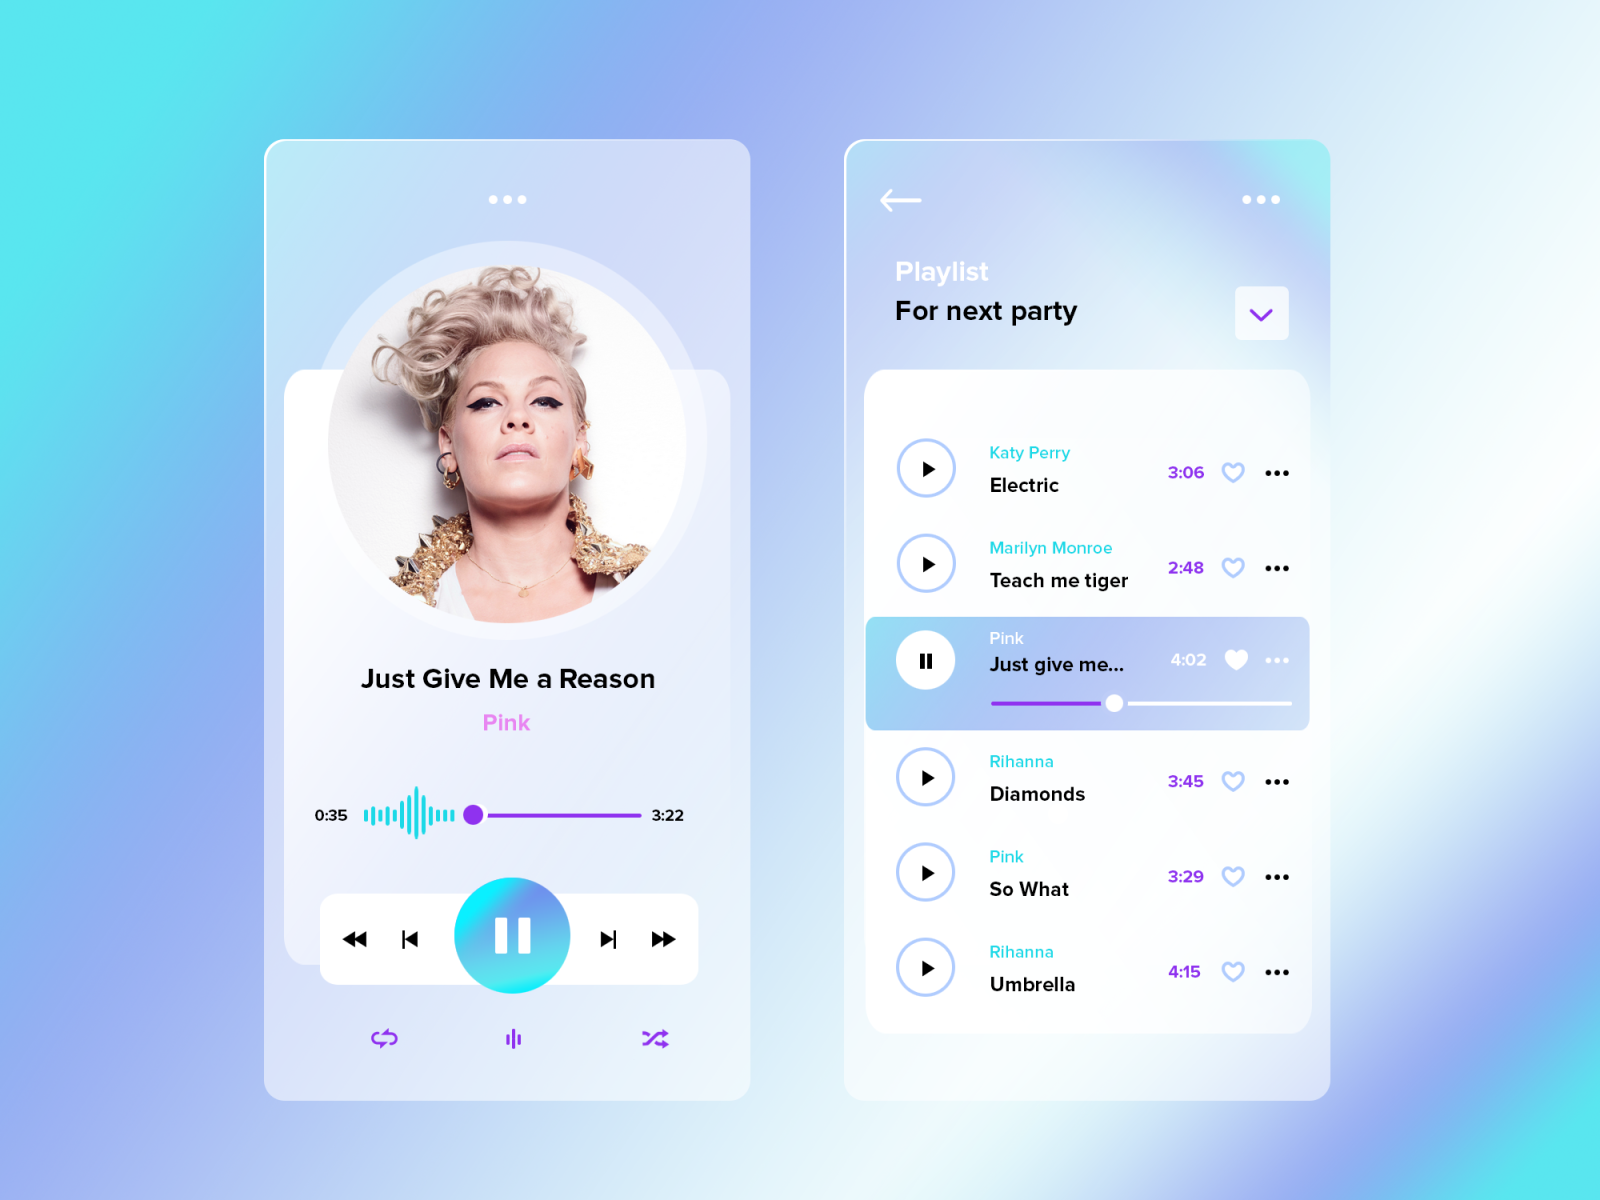 Just Give Me a Reason
Pink
0:35
3:22
Playlist
For next party
Katy Perry
Electric
3:06
Marilyn Monroe
Teach me tiger
2:48
Pink
Just give me...
4:02
Rihanna
Diamonds
3:45
Pink
So What
3:29
Rihanna
Umbrella
4:15